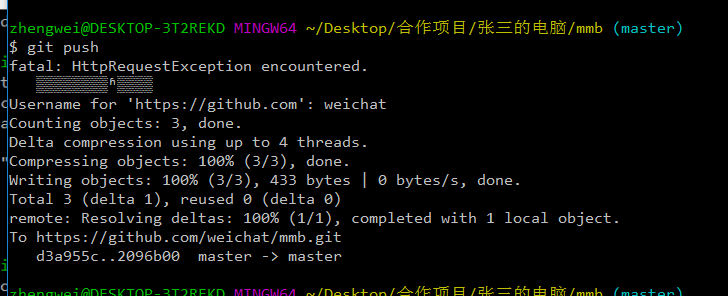 zhengwei@DESKTOP-3T2REKD MINGW64 ~/Desktop/合作项目/张三的电脑/mmb (master)
$ git push
fatal: HttpRequestException encountered.
Username for 'https://github.com': weichat
Counting objects: 3, done.
Delta compression using up to 4 threads.
Compressing objects: 100% (3/3), done.
Writing objects: 100% (3/3), 433 bytes | 0 bytes/s, done.
Total 3 (delta 1), reused 0 (delta 0)
remote: Resolving deltas: 100% (1/1), completed with 1 local object.
To https://github.com/weichat/mmb.git
d3a955c..2096b00  master -> master
zhengwei@DESKTOP-3T2REKD MINGW64 ~/Desktop/合作项目/张三的电脑/mmb (master)